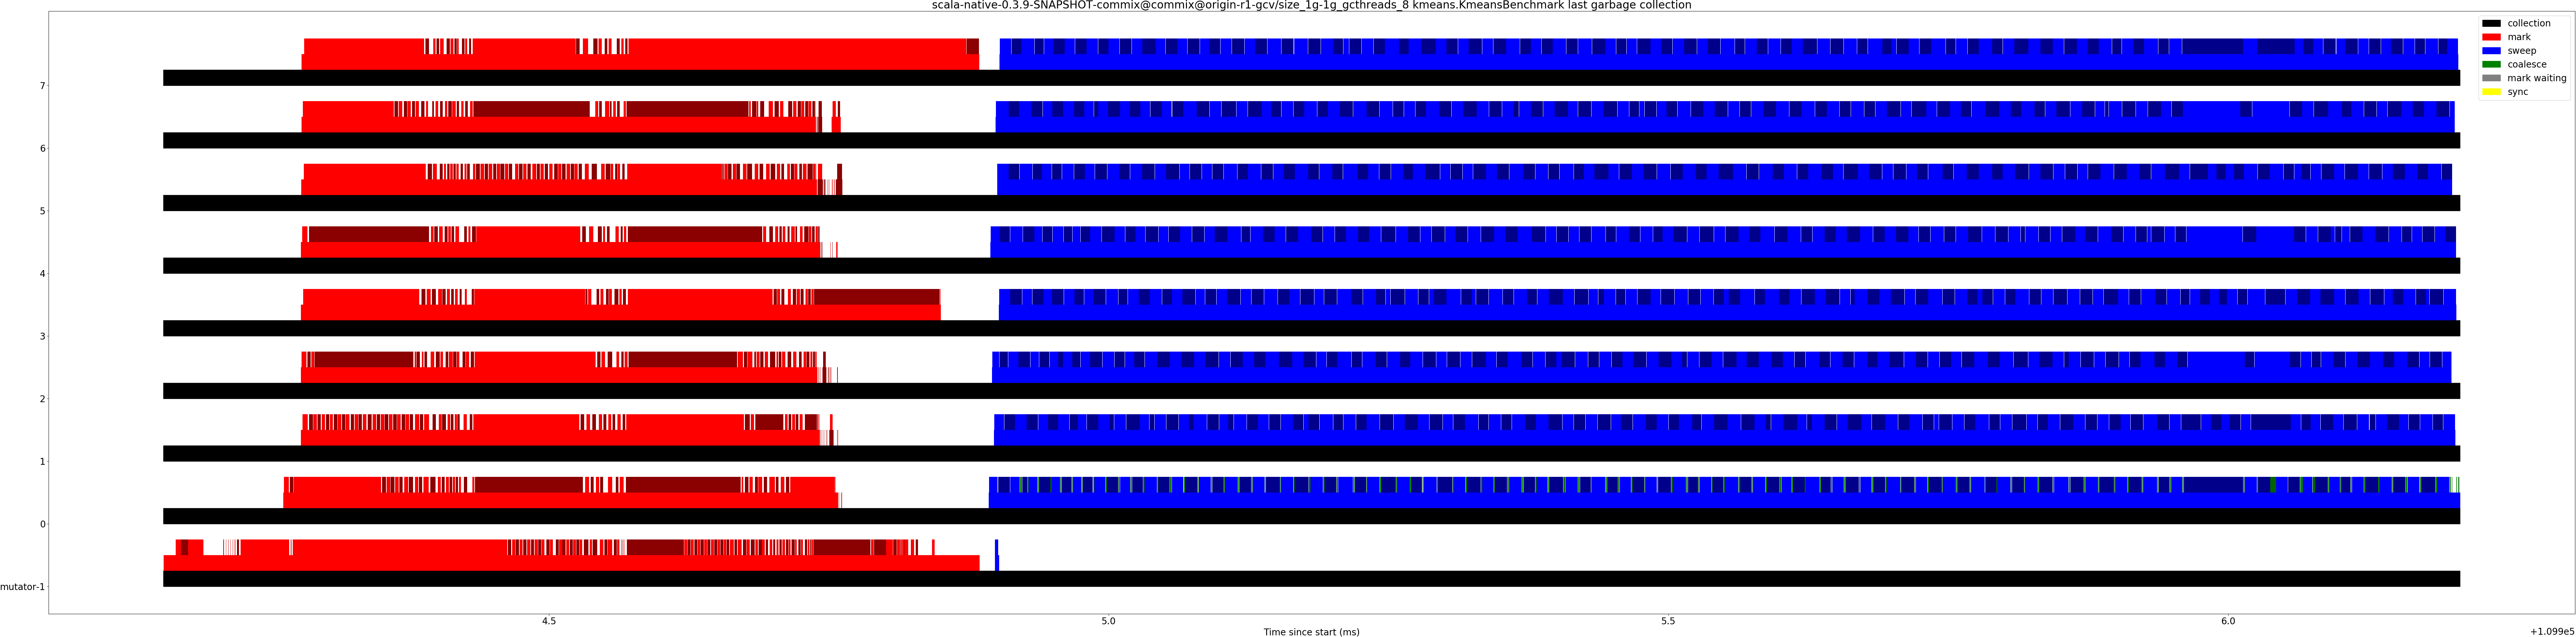 scala-native-0.3.9-SNAPSHOT-commix@commix@origin-r1-gcv/size_1g-1g_gcthreads_8 kmeans.KmeansBenchmark last garbage collection
collection
mark
sweep
coalesce
mark waiting
sync
7
6
5
4
3
2
1
0
mutator-1
4.5
5.0
5.5
6.0
Time since start (ms)
+1.099e5